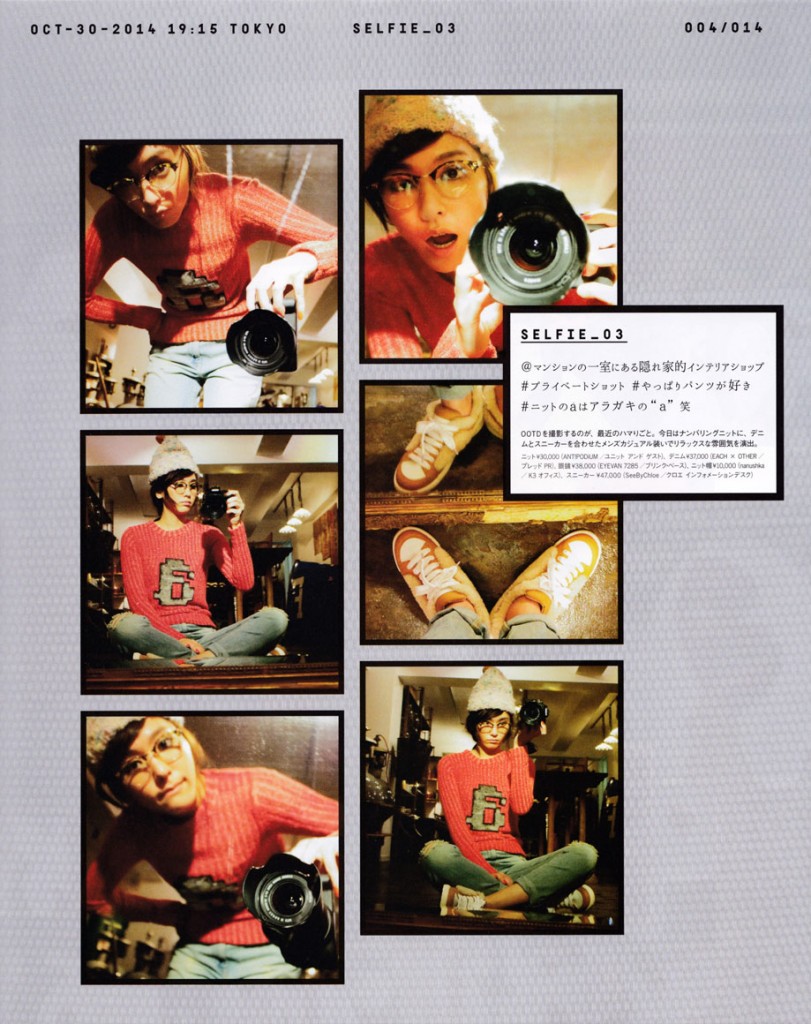 OCT-30-2014 19:15 TOKYO
SELFIE_03
004/014
SELFIE_03
@マンションの一室にある隠れ家的インテリアショップ
#プライベートショット #やっぱりパンツが好き
#ニットのaはアラガキの“a” 笑
OOTDを撮影するのが、最近のハマりごと。今日はナンバリングニットに、デニ
ムとスニーカーを合わせたメンズカジュアル装いでリラックスな雰囲気を演出。
ニット¥30,000 (ANTIPODIUM/ユニット アンド ゲスト)、デニム¥37,000 (EACH × OTHER/
ブレッド PR)、眼鏡¥38,000 (EYEVAN 7285/ブリンク・ベース)、ニット帽¥10,000 (nanushka
/K3 オフィス)、スニーカー¥47,000 (SeeByChloe/クロエ インフォメーションデスク)